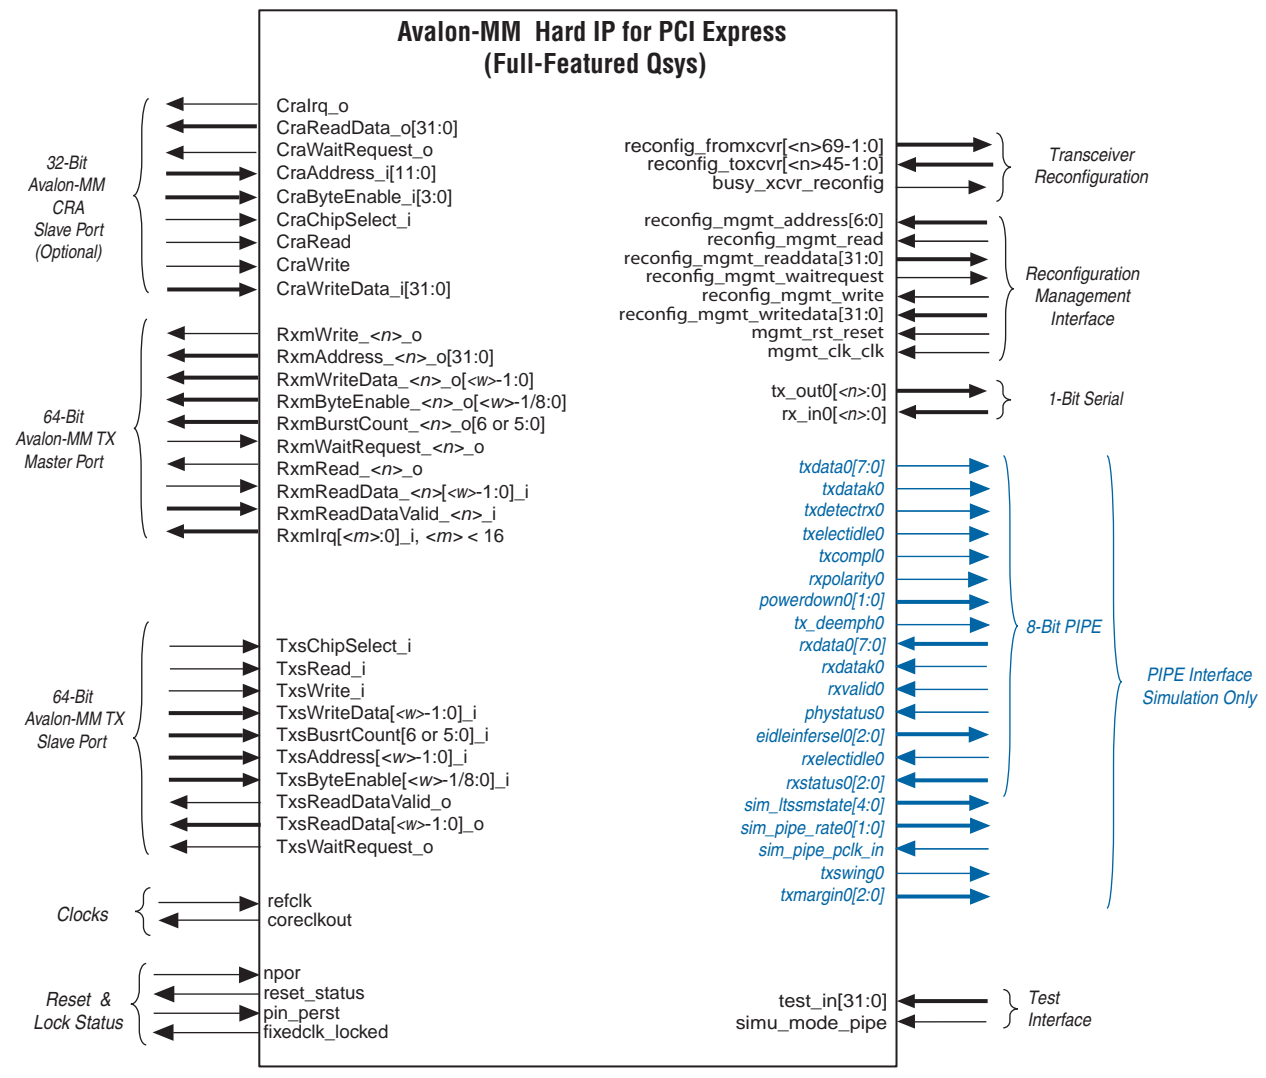 Avalon-MM Hard IP for PCI Express
(Full-Featured Qsys)
32-Bit
Avalon-MM
CRA
Slave Port
(Optional)
CraIrq_o
CraReadData_o[31:0]
CraWaitRequest_o
CraAddress_i[11:0]
CraByteEnable_i[3:0]
CraChipSelect_i
CraRead
CraWrite
CraWriteData_i[31:0]
64-Bit
Avalon-MM TX
Master Port
RxmWrite_<n>_o
RxmAddress_<n>_o[31:0]
RxmWriteData_<n>_o[<w>-1:0]
RxmByteEnable_<n>_o[<w>-1/8:0]
RxmBurstCount_<n>_o[6 or 5:0]
RxmWaitRequest_<n>_o
RxmRead_<n>_o
RxmReadData_<n>[<w>-1:0]_i
RxmReadDataValid_<n>_i
RxmIrq[<m>:0]_i, <m> < 16
64-Bit
Avalon-MM TX
Slave Port
TxsChipSelect_i
TxsRead_i
TxsWrite_i
TxsWriteData[<w>-1:0]_i
TxsBusrtCount[6 or 5:0]_i
TxsAddress[<w>-1:0]_i
TxsByteEnable[<w>-1/8:0]_i
TxsReadDataValid_o
TxsReadData[<w>-1:0]_o
TxsWaitRequest_o
Clocks
refclk
coreclkout
Reset &
Lock Status
npor
reset_status
pin_perst
fixedclk_locked
reconfig_fromxcvr[<n>69-1:0]
reconfig_toxcvr[<n>45-1:0]
busy_xcvr_reconfig
Transceiver
Reconfiguration
reconfig_mgmt_address[6:0]
reconfig_mgmt_read
reconfig_mgmt_readdata[31:0]
reconfig_mgmt_waitrequest
reconfig_mgmt_write
reconfig_mgmt_writedata[31:0]
mgmt_rst_reset
mgmt_clk_clk
Reconfiguration
Management
Interface
tx_out0[<n>:0]
rx_in0[<n>:0]
1-Bit Serial
txdata0[7:0]
txdatak0
txdetectrx0
txelectidle0
txcompl0
rxpolarity0
powerdown0[1:0]
tx_deemph0
rxdata0[7:0]
rxdatak0
rxvalid0
phystatus0
eidleinfersel0[2:0]
rxelectidle0
rxstatus0[2:0]
sim_ltssmstate[4:0]
sim_pipe_rate0[1:0]
sim_pipe_pclk_in
txswing0
txmargin0[2:0]
8-Bit PIPE
PIPE Interface
Simulation Only
test_in[31:0]
simu_mode_pipe
Test
Interface